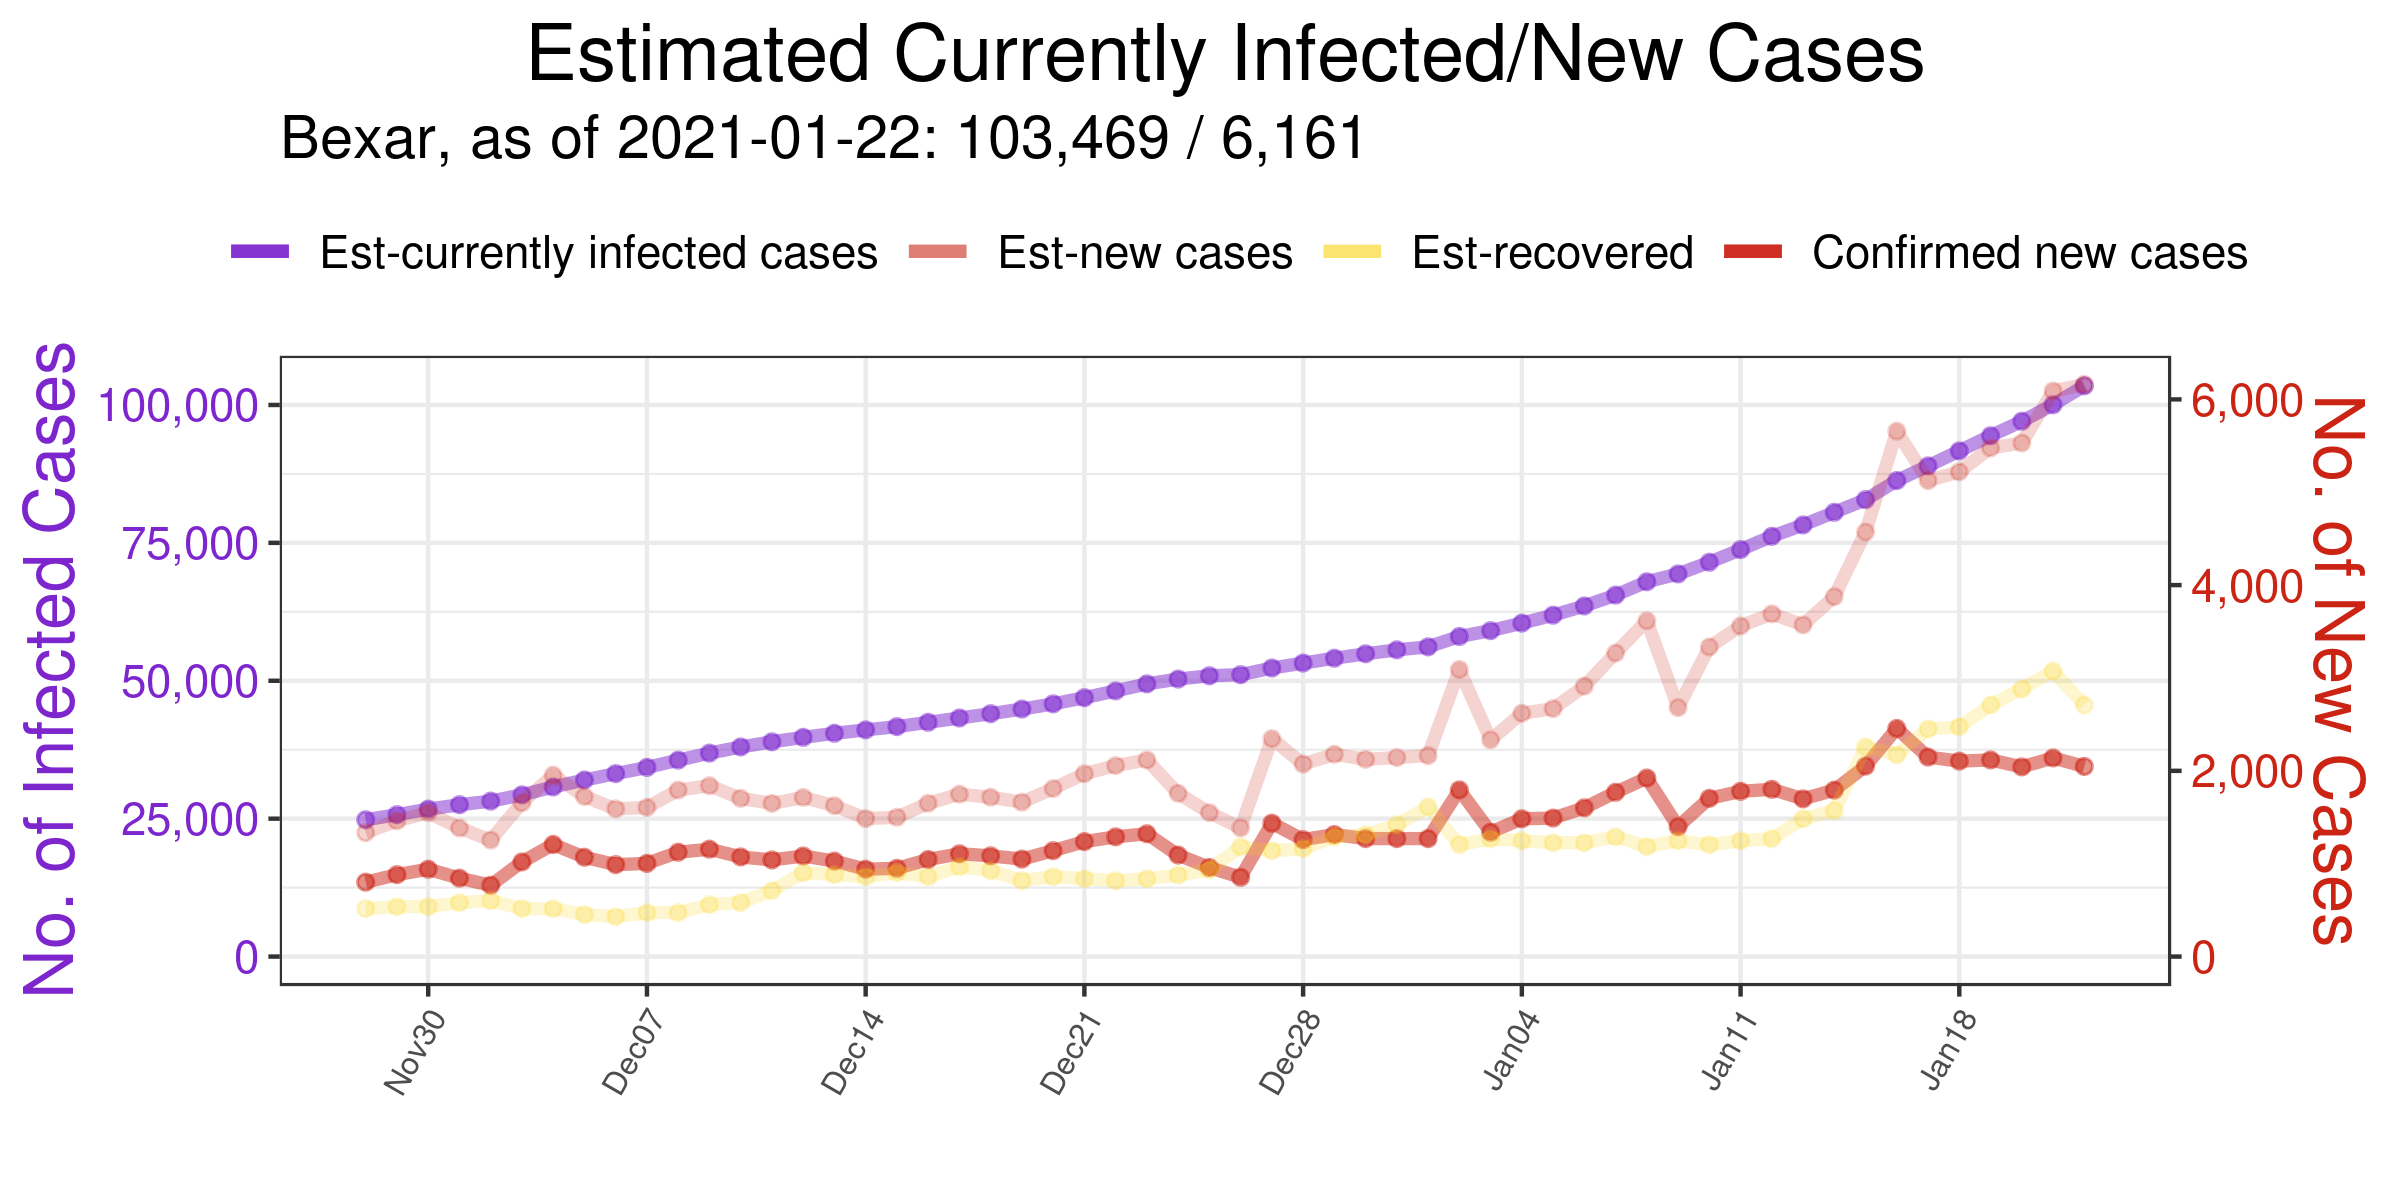 Estimated Currently Infected/New Cases
Bexar, as of 2021-01-22: 103,469 / 6,161
Est-currently infected cases Est-new cases Est-recovered Confirmed new cases
No. of Infected Cases
100,000
75,000
50,000
25,000
0
6,000
4,000
2,000
0
No. of New Cases
Nov30 Dec07 Dec14 Dec21 Dec28 Jan04 Jan11 Jan18